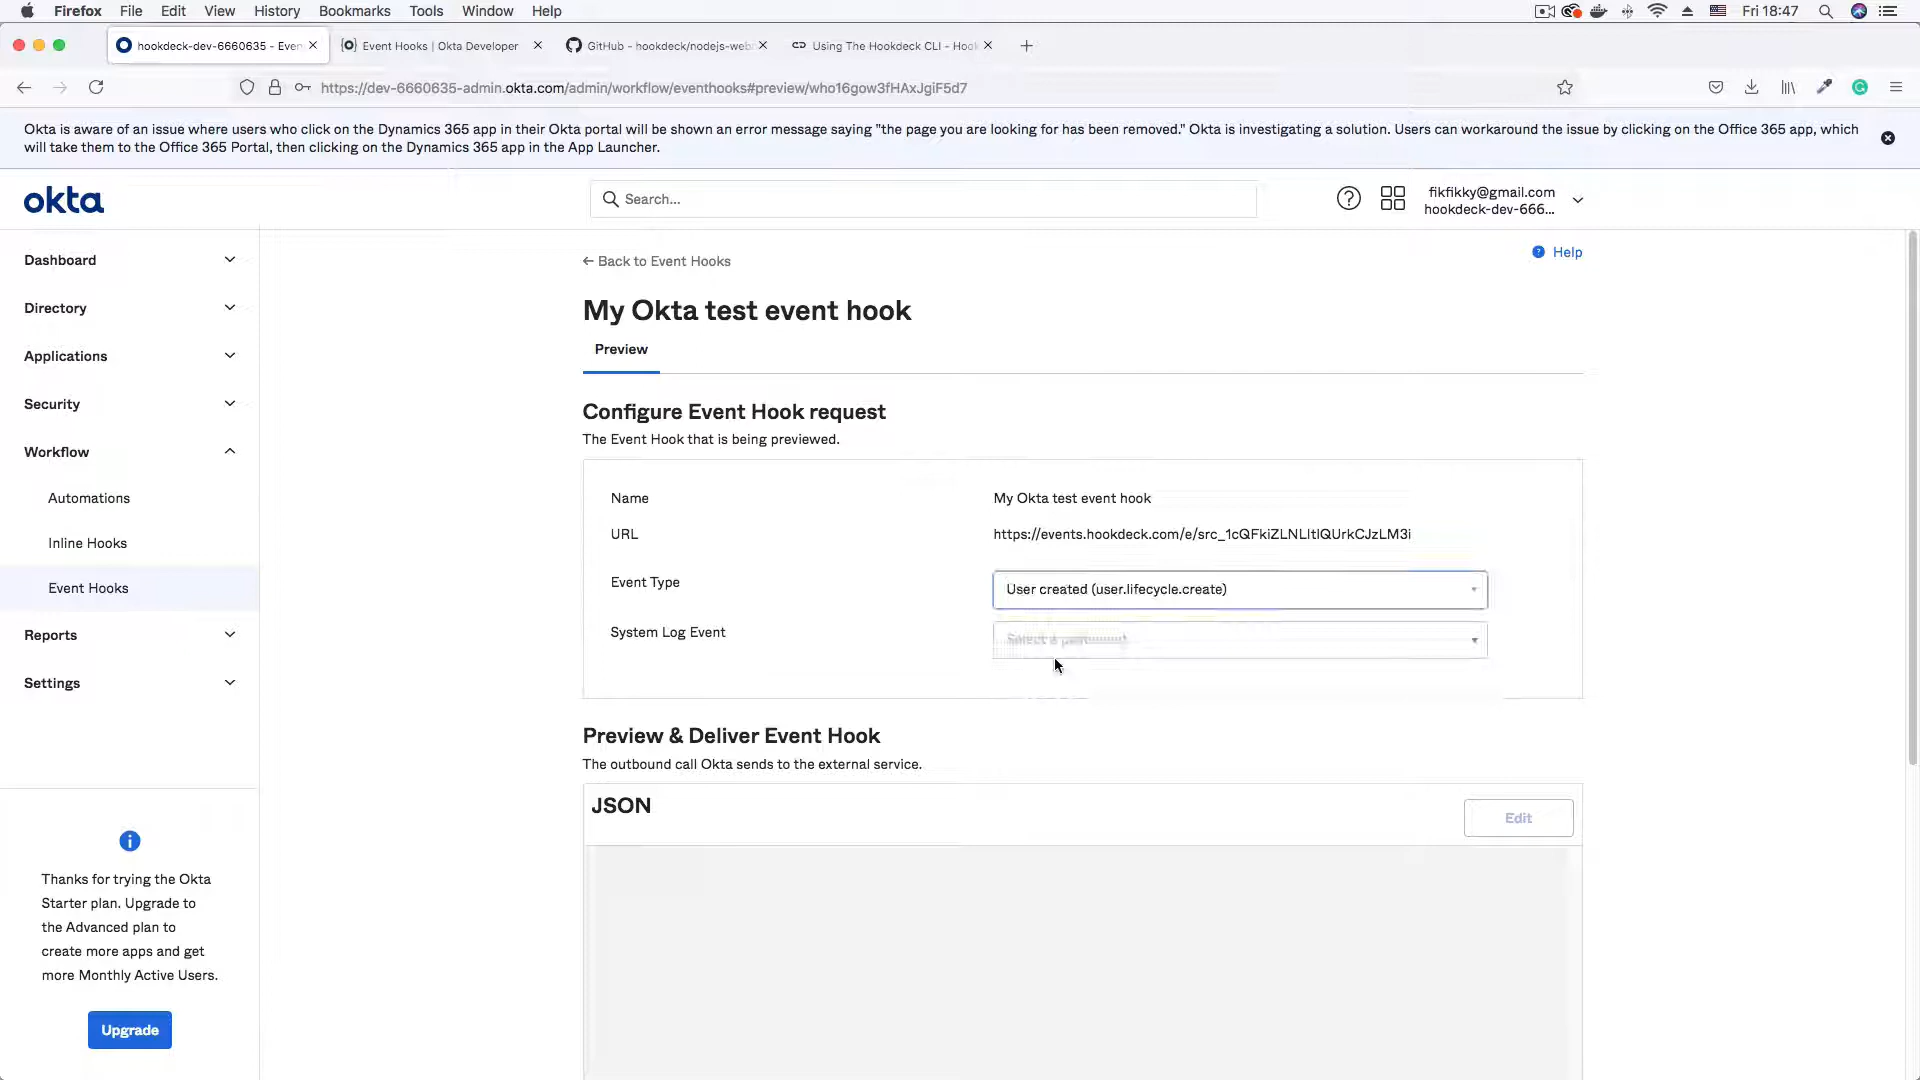 Firefox File Edit View History Bookmarks Tools Window Help Fri 18:47
hookdeck-dev-6660635 - Even
Event Hooks | Okta Developer
GitHub - hookdeck/nodejs-web
Using The Hookdeck CLI - Hook
https://dev-6660635-admin.okta.com/admin/workflow/eventhooks#preview/who16gow3fHAxJgiF5d7
Okta is aware of an issue where users who click on the Dynamics 365 app in their Okta portal will be shown an error message saying "the page you are looking for has been removed." Okta is investigating a solution. Users can workaround the issue by clicking on the Office 365 app, which
will take them to the Office 365 Portal, then clicking on the Dynamics 365 app in the App Launcher.
okta
Search...
fikfikky@gmail.com
hookdeck-dev-666...
Dashboard
Directory
Applications
Security
Workflow
Automations
Inline Hooks
Event Hooks
Reports
Settings
Thanks for trying the Okta
Starter plan. Upgrade to
the Advanced plan to
create more apps and get
more Monthly Active Users.
Upgrade
← Back to Event Hooks
Help
My Okta test event hook
Preview
Configure Event Hook request
The Event Hook that is being previewed.
Name
My Okta test event hook
URL
https://events.hookdeck.com/e/src_1cQFkiZLNLItlQUrkCJzLM3i
Event Type
User created (user.lifecycle.create)
System Log Event
Select a
Preview & Deliver Event Hook
The outbound call Okta sends to the external service.
JSON
Edit